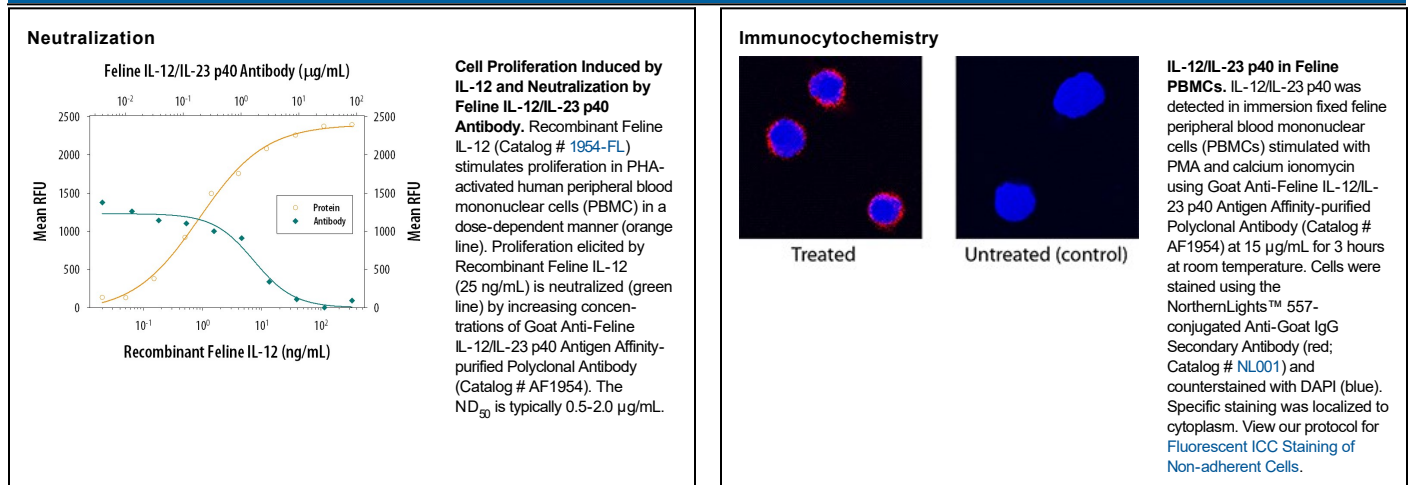 Neutralization
Feline IL-12/IL-23 p40 Antibody (µg/mL)
10-2 10-1 100 101 102
2500 2500
2000 2000
1500 1500
1000 1000
500 500
0 0
Mean RFU
Mean RFU
Protein
Antibody
10-1 100 101 102
Recombinant Feline IL-12 (ng/mL)
Cell Proliferation Induced by
IL-12 and Neutralization by
Feline IL-12/IL-23 p40
Antibody. Recombinant Feline
IL-12 (Catalog # 1954-FL)
stimulates proliferation in PHA-
activated human peripheral blood
mononuclear cells (PBMC) in a
dose-dependent manner (orange
line). Proliferation elicited by
Recombinant Feline IL-12
(25 ng/mL) is neutralized (green
line) by increasing concen-
trations of Goat Anti-Feline
IL-12/IL-23 p40 Antigen Affinity-
purified Polyclonal Antibody
(Catalog # AF1954). The
ND50 is typically 0.5-2.0 µg/mL.
Immunocytochemistry
Treated
Untreated (control)
IL-12/IL-23 p40 in Feline
PBMCs. IL-12/IL-23 p40 was
detected in immersion fixed feline
peripheral blood mononuclear
cells (PBMCs) stimulated with
PMA and calcium ionomycin
using Goat Anti-Feline IL-12/IL-
23 p40 Antigen Affinity-purified
Polyclonal Antibody (Catalog #
AF1954) at 15 µg/mL for 3 hours
at room temperature. Cells were
stained using the
NorthernLights™ 557-
conjugated Anti-Goat IgG
Secondary Antibody (red;
Catalog # NL001) and
counterstained with DAPI (blue).
Specific staining was localized to
cytoplasm. View our protocol for
Fluorescent ICC Staining of
Non-adherent Cells.